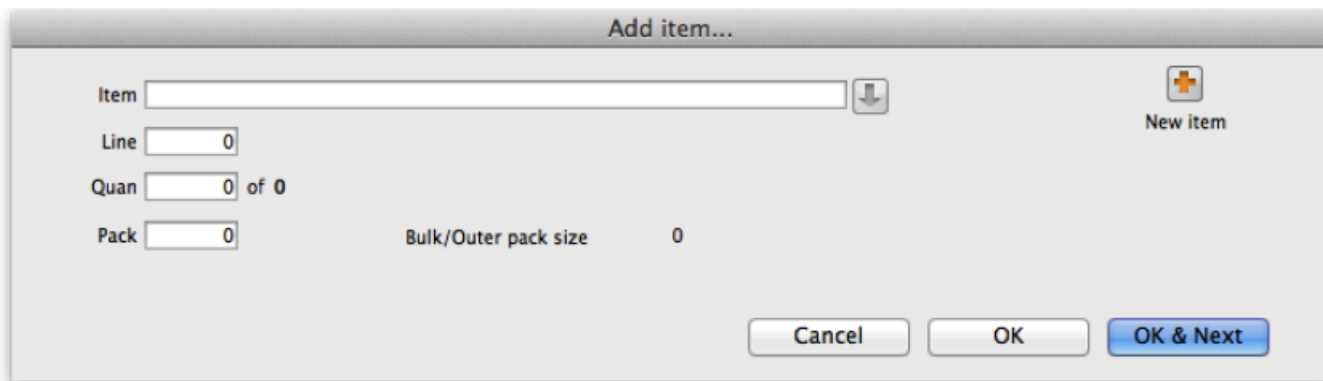 Add item...
Item
New item
Line 0
Quan 0 of 0
Pack 0 Bulk/Outer pack size 0
Cancel OK OK & Next